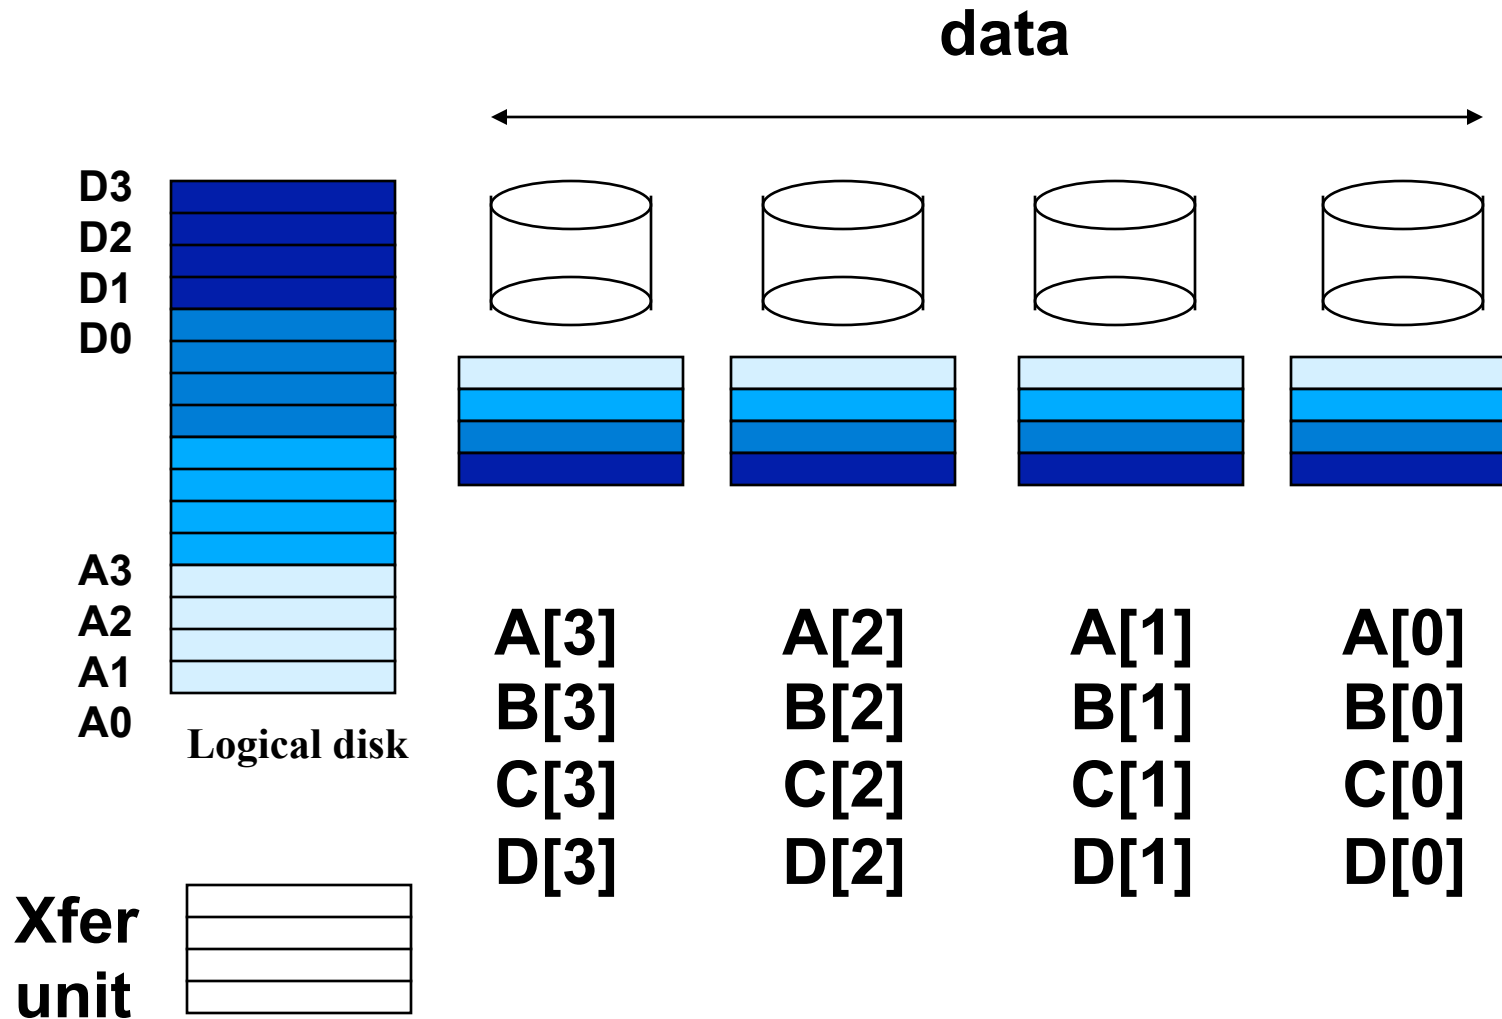 data
D3
D2
D1
D0
A3
A2
A1
A0
Logical disk
A[3] A[2] A[1] A[0]
B[3] B[2] B[1] B[0]
C[3] C[2] C[1] C[0]
D[3] D[2] D[1] D[0]
Xfer
unit